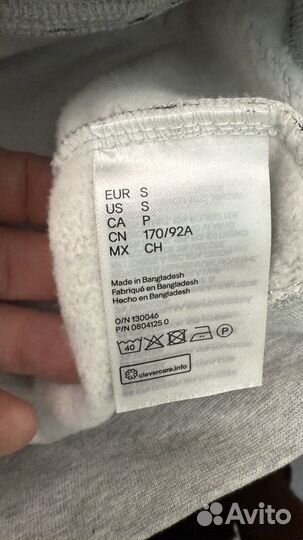 EUR S
US S
CA P
CN 170/92A
MX CH
Made in Bangladesh
Fabriqué en Bangladesh
Hecho en Bangladesh
O/N 130046
P/N 0804125 0
40 P
clevercare.info
Avito